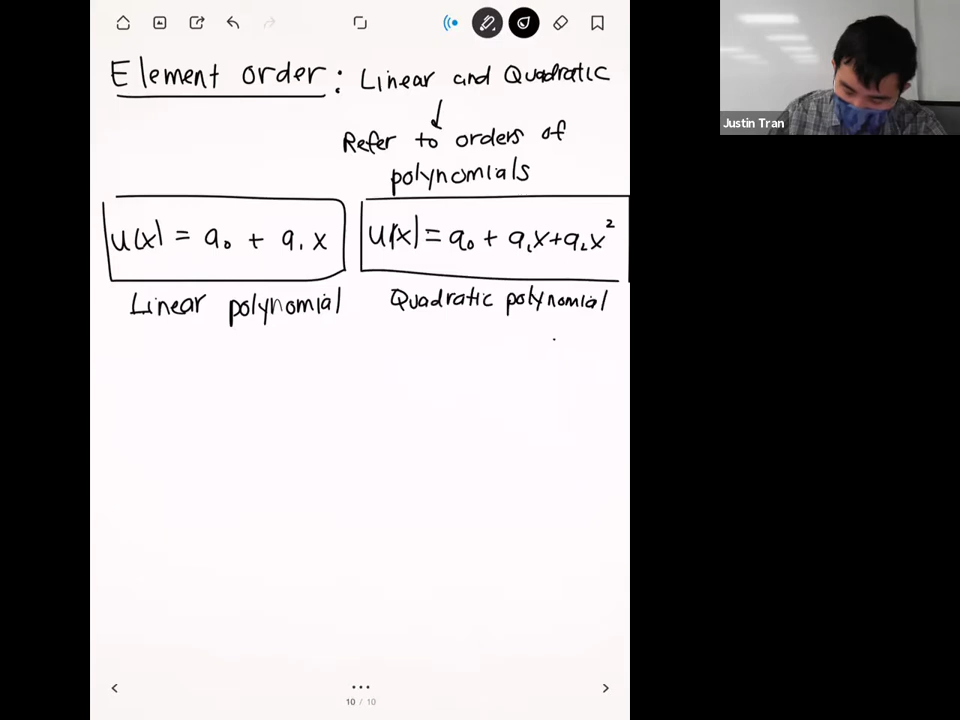 Element order: Linear and Quadratic
Refer to orders of
polynomials
u(x) = a₀ + a₁x
u(x) = a₀ + a₁x + a₂x²
Linear polynomial
Quadratic polynomial
Justin Tran
10 / 10